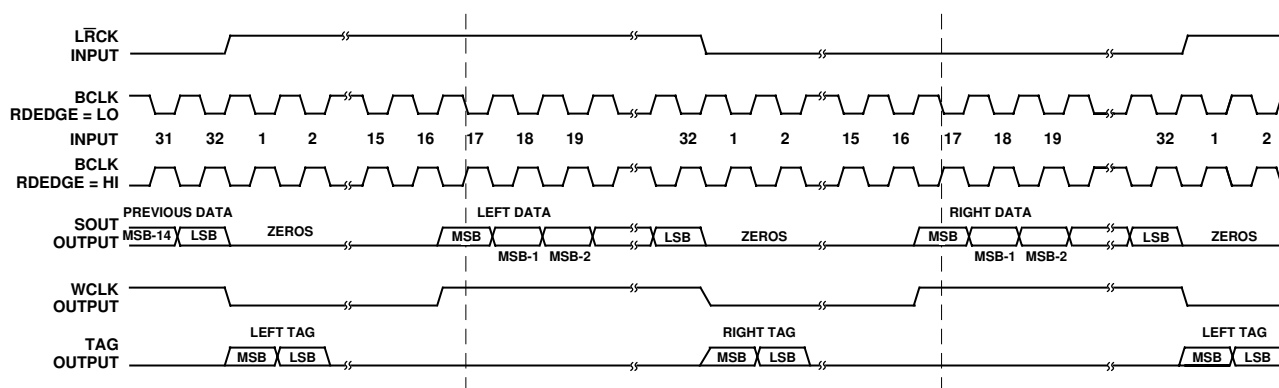 LR̅CK
INPUT
BCLK
RDEDGE = LO
INPUT 31 32 1 2 15 16 17 18 19 32 1 2 15 16 17 18 19 32 1 2
BCLK
RDEDGE = HI
PREVIOUS DATA LEFT DATA RIGHT DATA
SOUT
OUTPUT
MSB-14 LSB ZEROS MSB LSB ZEROS MSB LSB ZEROS
MSB-1 MSB-2 MSB-1 MSB-2
WCLK
OUTPUT
LEFT TAG RIGHT TAG LEFT TAG
TAG
OUTPUT
MSB LSB MSB LSB MSB LSB